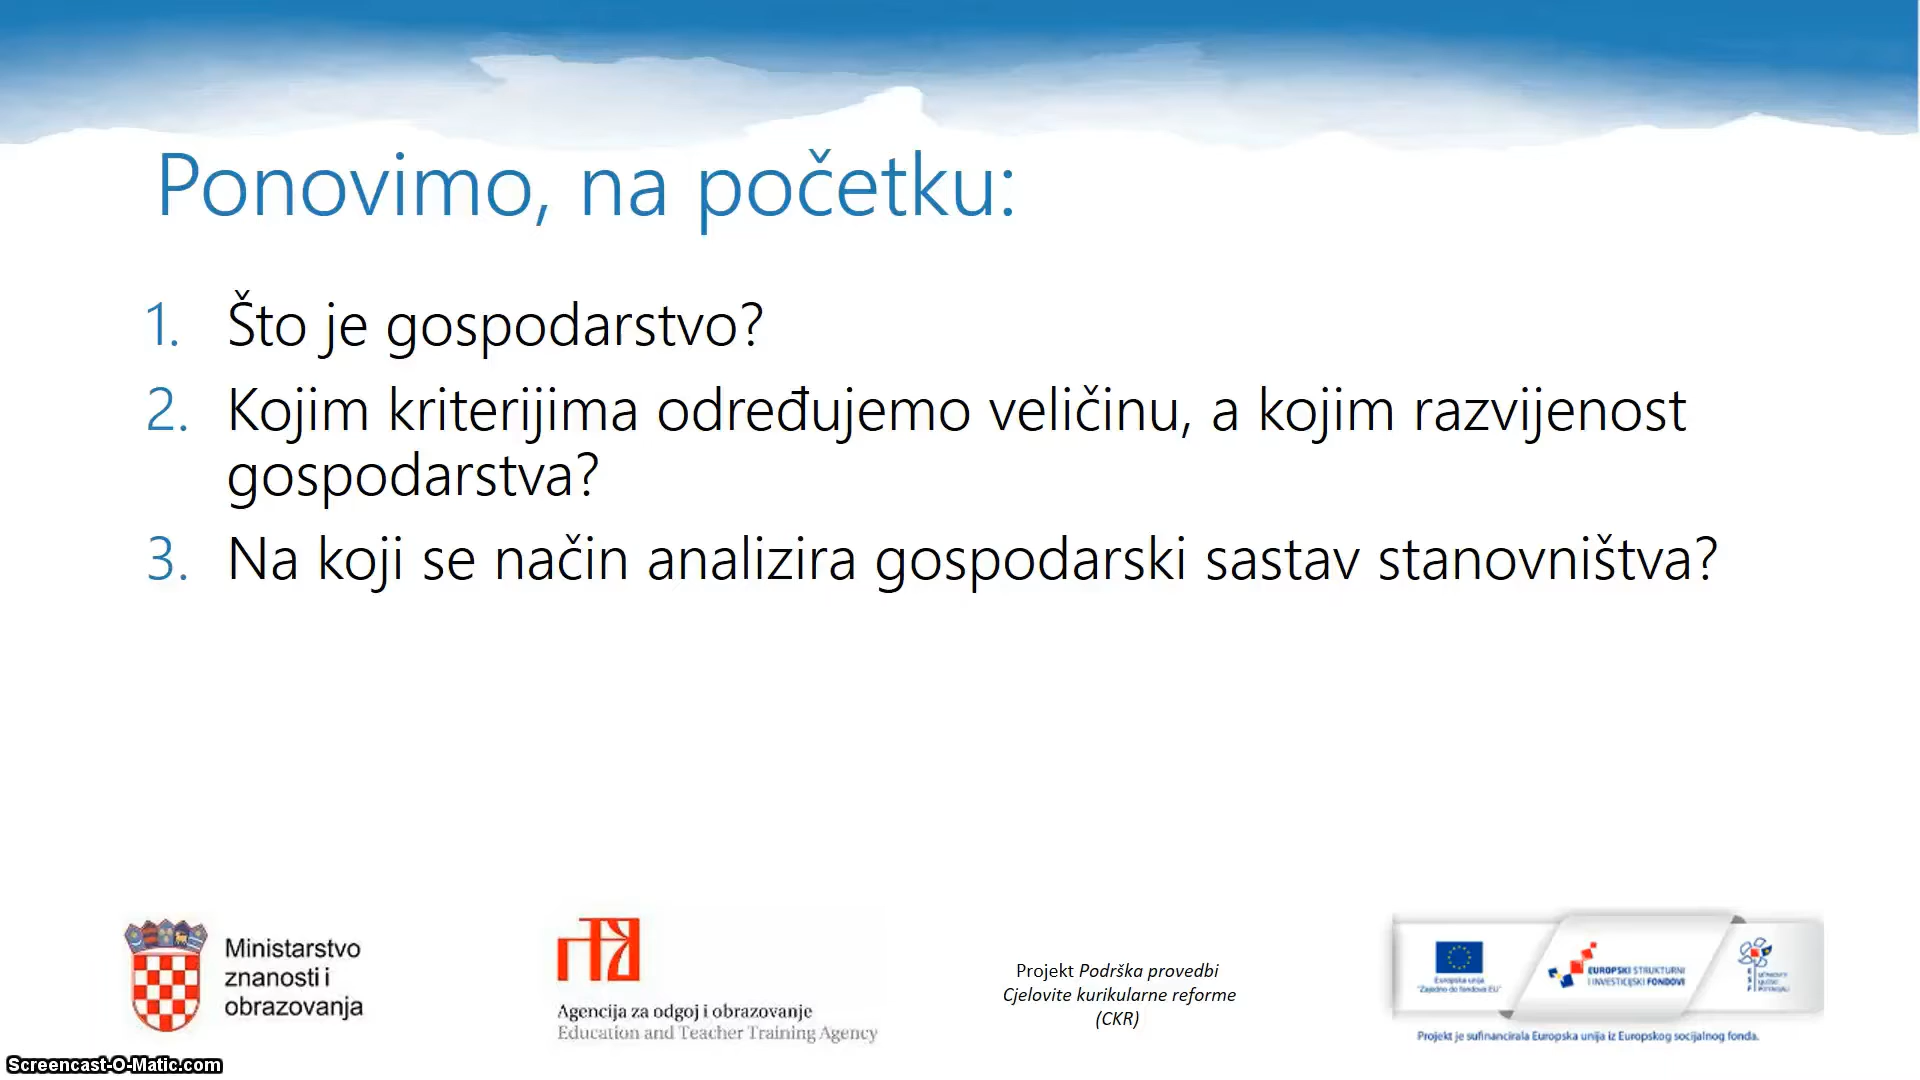 Ponovimo, na početku:
1. Što je gospodarstvo?
2. Kojim kriterijima određujemo veličinu, a kojim razvijenost
gospodarstva?
3. Na koji se način analizira gospodarski sastav stanovništva?
Ministarstvo
znanosti i
obrazovanja
Agencija za odgoj i obrazovanje
Education and Teacher Training Agency
Projekt Podrška provedbi
Cjelovite kurikularne reforme
(CKR)
Europska unija
"Zajedno do fondova EU"
EUROPSKI STRUKTURNI
I INVESTICIJSKI FONDOVI
Projekt je sufinancirala Europska unija iz Europskog socijalnog fonda.
Screencast-O-Matic.com